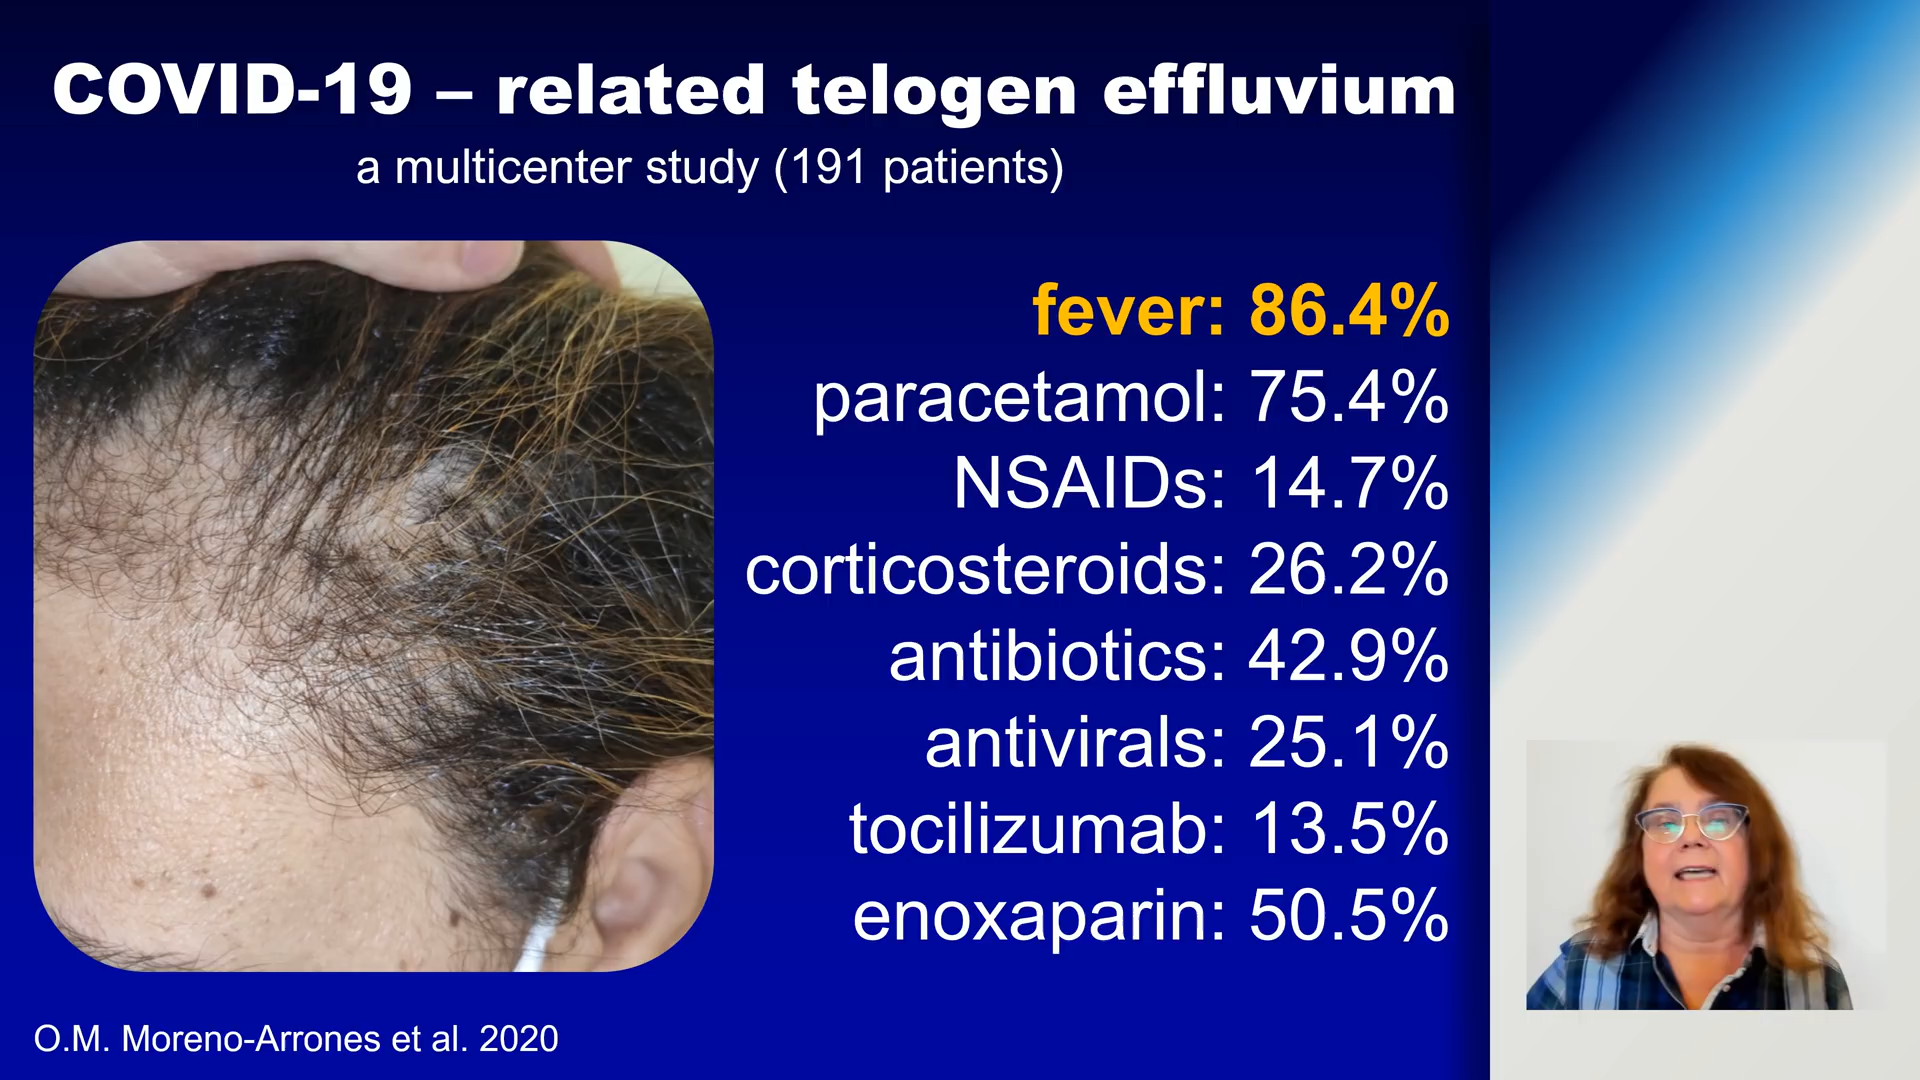 COVID-19 – related telogen effluvium
a multicenter study (191 patients)
fever: 86.4%
paracetamol: 75.4%
NSAIDs: 14.7%
corticosteroids: 26.2%
antibiotics: 42.9%
antivirals: 25.1%
tocilizumab: 13.5%
enoxaparin: 50.5%
O.M. Moreno-Arrones et al. 2020